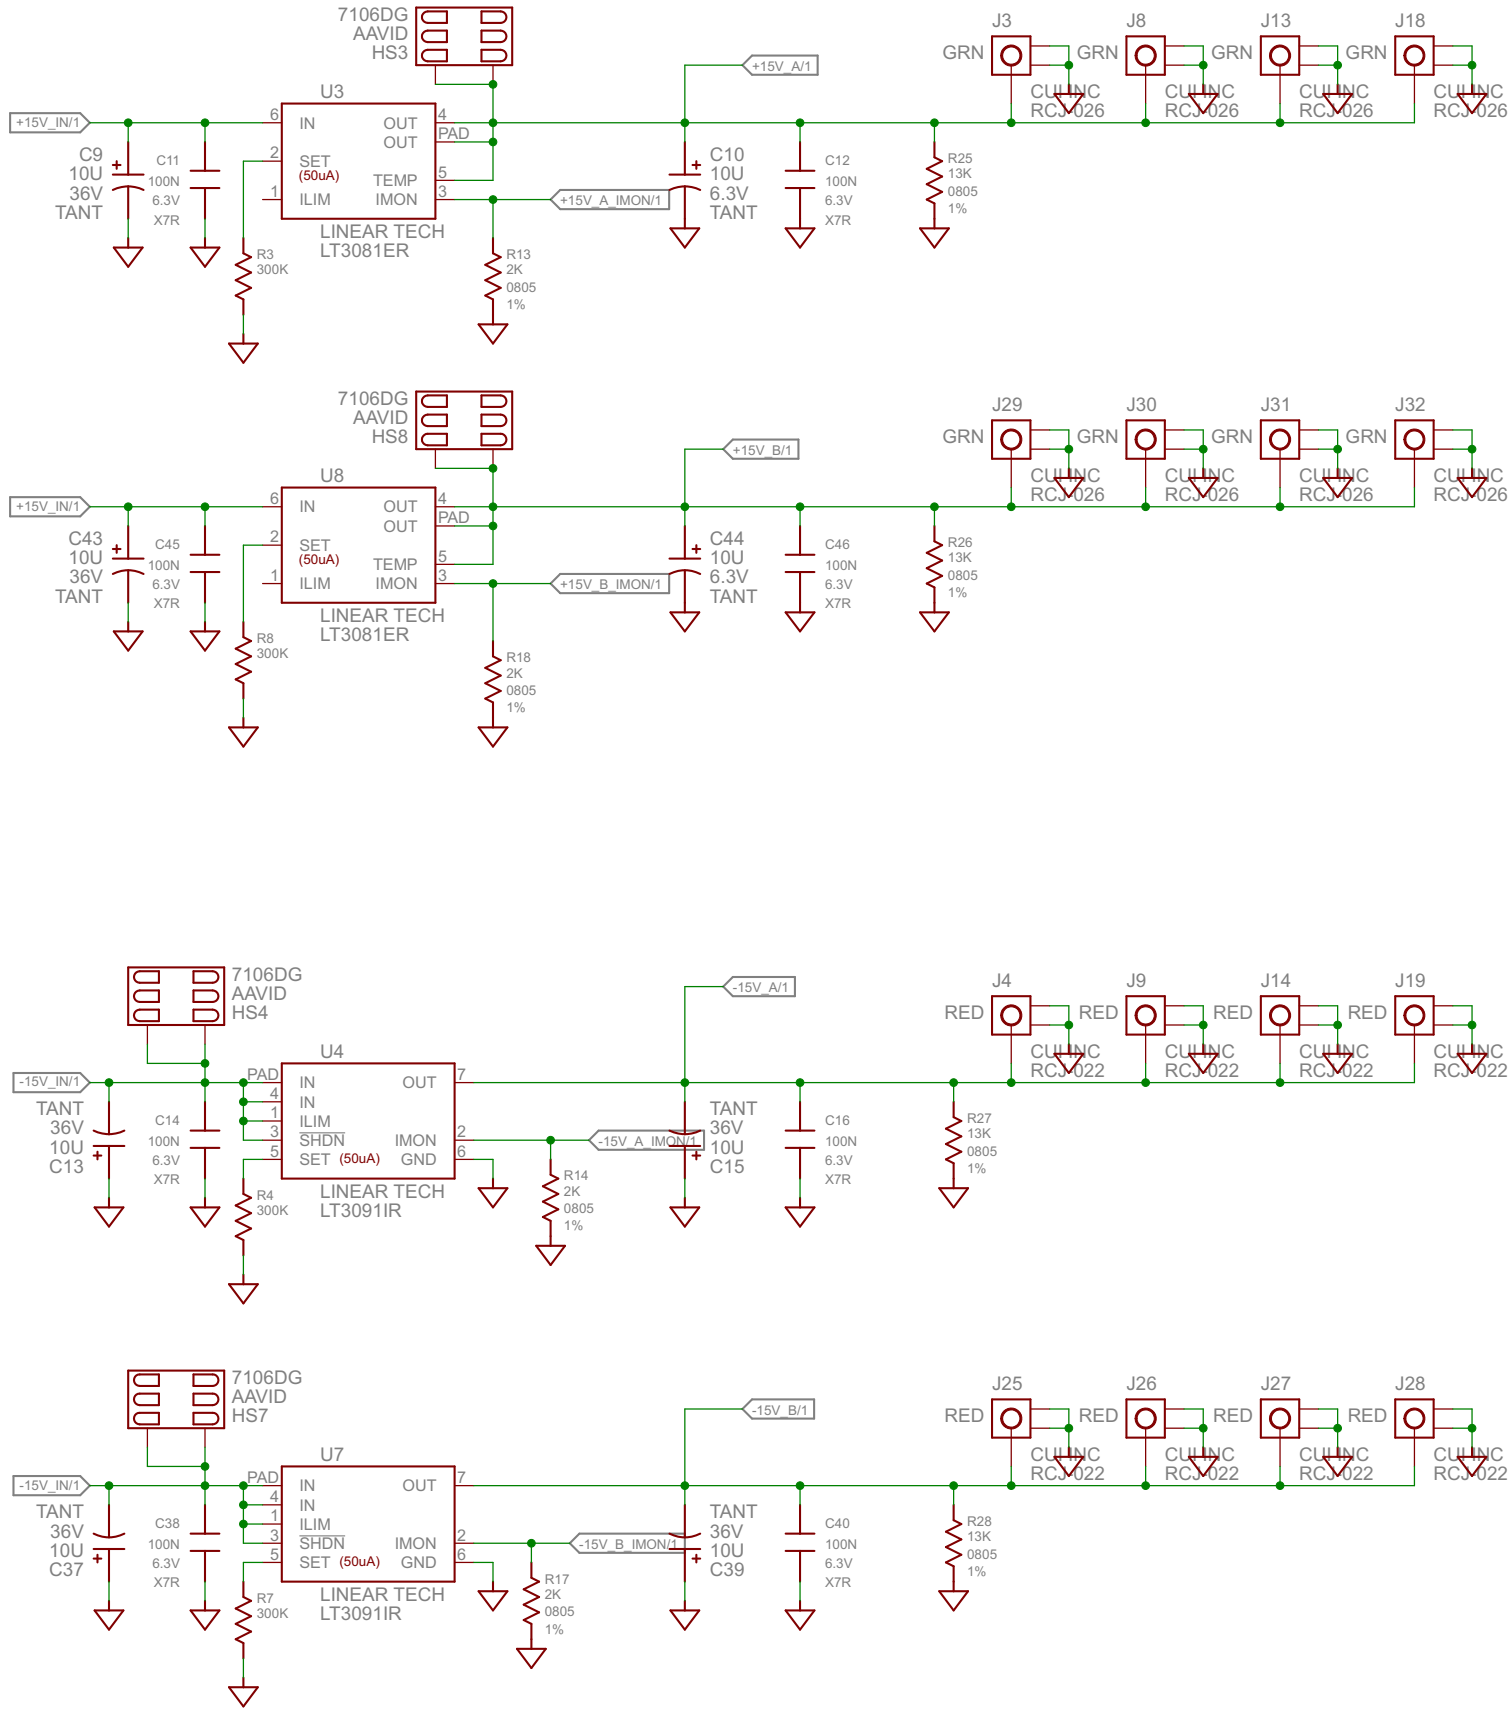 7106DG
AAVID
HS3
+15V_A/1
J3
GRN
CUI INC
RCJ-026
J8
GRN
CUI INC
RCJ-026
J13
GRN
CUI INC
RCJ-026
J18
GRN
CUI INC
RCJ-026
+15V_IN/1
C9
10U
36V
TANT
+
C11
100N
6.3V
X7R
U3
6 IN OUT 4
OUT PAD
2 SET
(50uA)
TEMP 5
1 ILIM IMON 3
LINEAR TECH
LT3081ER
R3
300K
+15V_A_IMON/1
R13
2K
0805
1%
+
C10
10U
6.3V
TANT
C12
100N
6.3V
X7R
R25
13K
0805
1%
7106DG
AAVID
HS8
+15V_B/1
J29
GRN
CUI INC
RCJ-026
J30
GRN
CUI INC
RCJ-026
J31
GRN
CUI INC
RCJ-026
J32
GRN
CUI INC
RCJ-026
+15V_IN/1
C43
10U
36V
TANT
+
C45
100N
6.3V
X7R
U8
6 IN OUT 4
OUT PAD
2 SET
(50uA)
TEMP 5
1 ILIM IMON 3
LINEAR TECH
LT3081ER
R8
300K
+15V_B_IMON/1
R18
2K
0805
1%
+
C44
10U
6.3V
TANT
C46
100N
6.3V
X7R
R26
13K
0805
1%
7106DG
AAVID
HS4
-15V_A/1
J4
RED
CUI INC
RCJ-022
J9
RED
CUI INC
RCJ-022
J14
RED
CUI INC
RCJ-022
J19
RED
CUI INC
RCJ-022
-15V_IN/1
TANT
36V
10U
C13
+
C14
100N
6.3V
X7R
U4
PAD IN OUT 7
4 IN
1 ILIM
3 SHDN IMON 2
5 SET (50uA) GND 6
LINEAR TECH
LT3091IR
R4
300K
-15V_A_IMON/1
R14
2K
0805
1%
TANT
36V
10U
C15
+
C16
100N
6.3V
X7R
R27
13K
0805
1%
7106DG
AAVID
HS7
-15V_B/1
J25
RED
CUI INC
RCJ-022
J26
RED
CUI INC
RCJ-022
J27
RED
CUI INC
RCJ-022
J28
RED
CUI INC
RCJ-022
-15V_IN/1
TANT
36V
10U
C37
+
C38
100N
6.3V
X7R
U7
PAD IN OUT 7
4 IN
1 ILIM
3 SHDN IMON 2
5 SET (50uA) GND 6
LINEAR TECH
LT3091IR
R7
300K
-15V_B_IMON/1
R17
2K
0805
1%
TANT
36V
10U
C39
+
C40
100N
6.3V
X7R
R28
13K
0805
1%